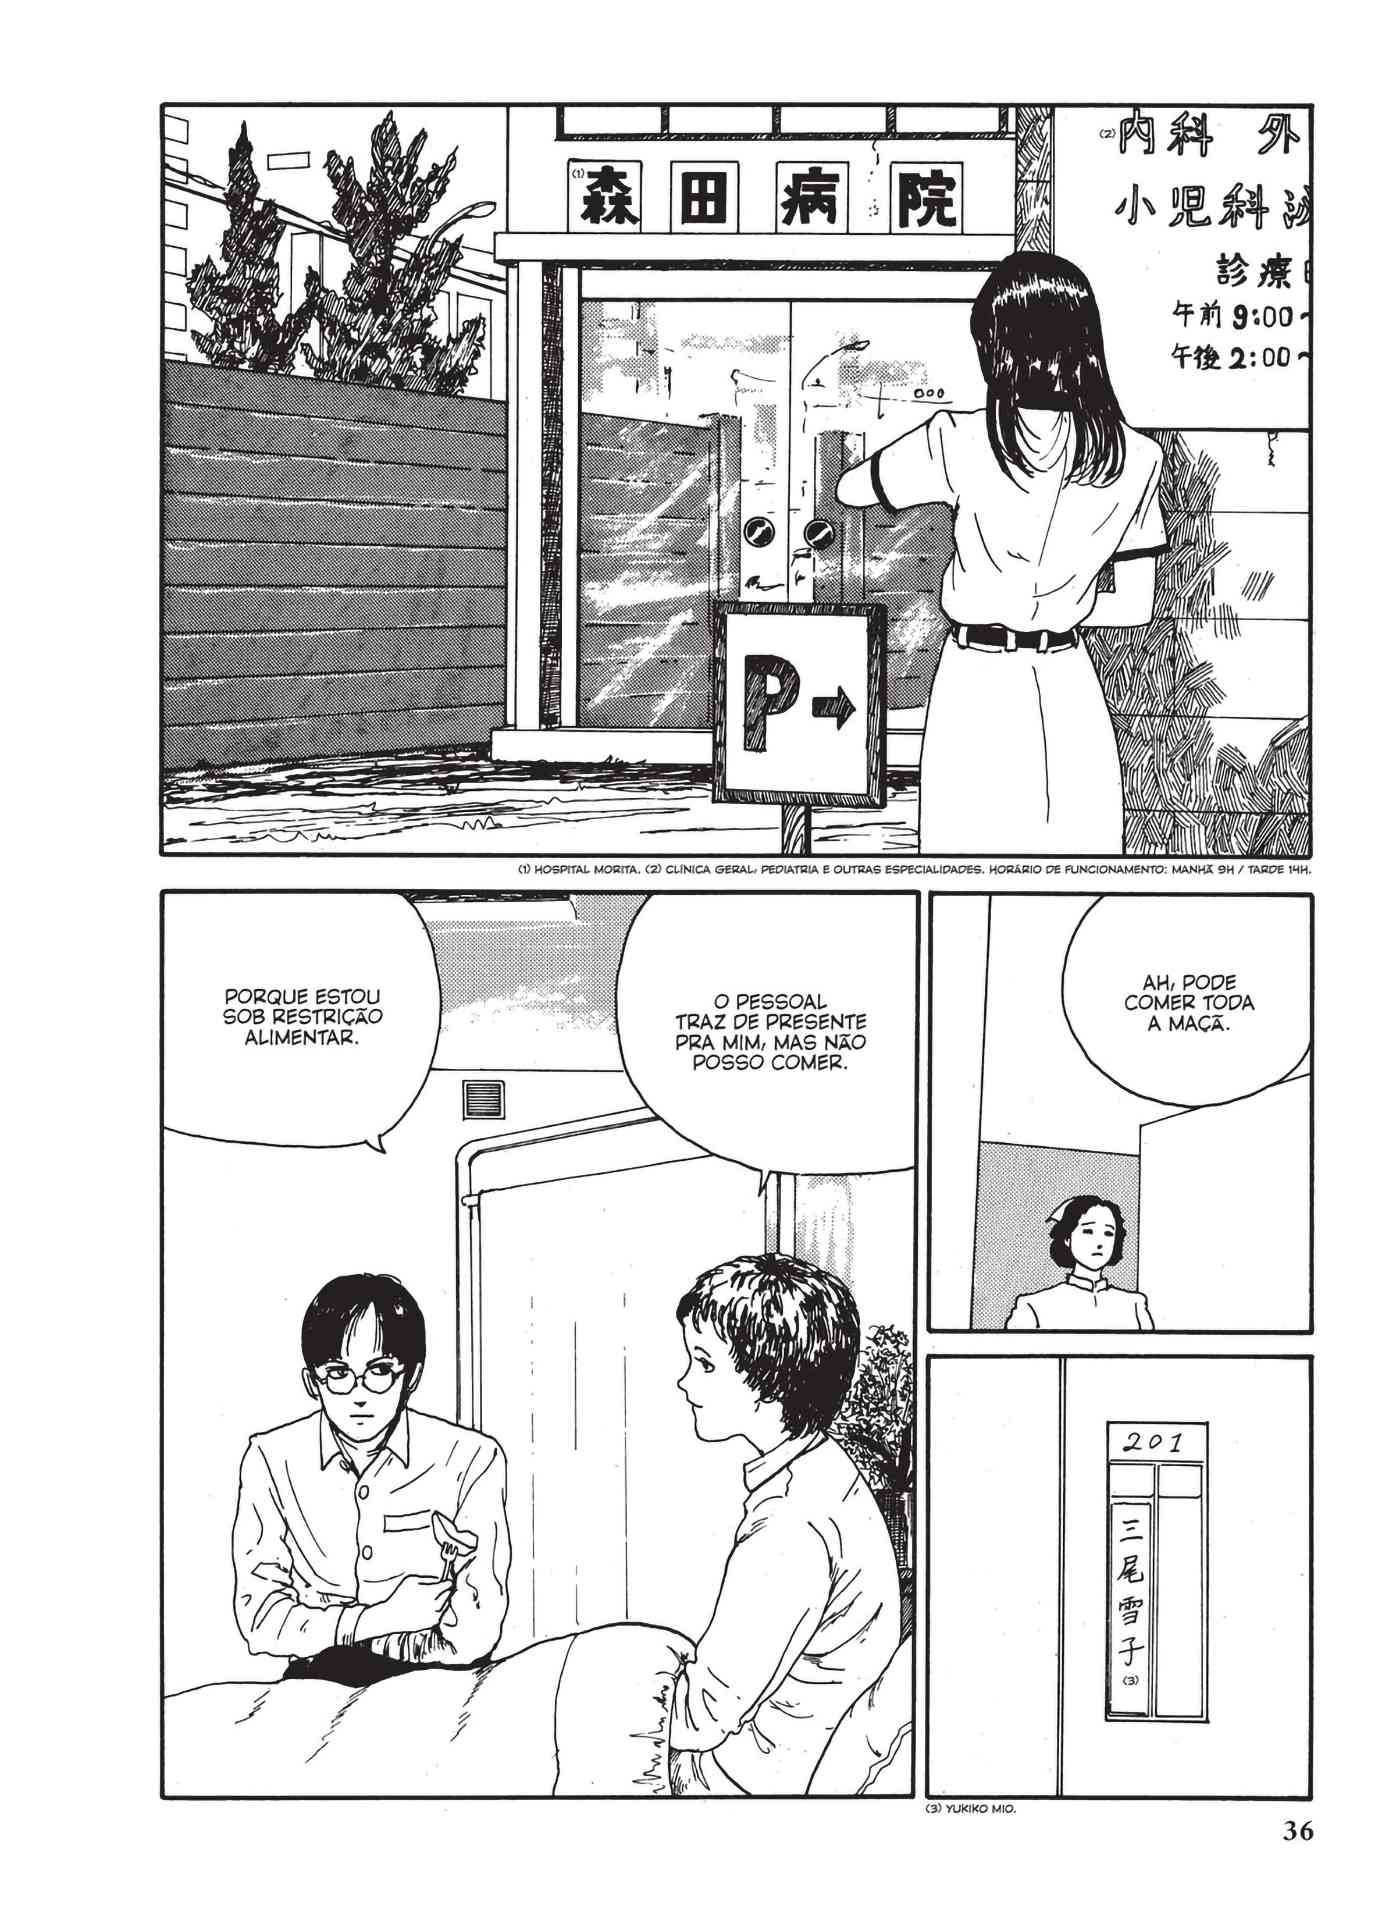 (1) 森田病院
(2) 内科 外
小児科
診療
午前 9:00~
午後 2:00~
P→
(1) HOSPITAL MORITA. (2) CLÍNICA GERAL, PEDIATRIA E OUTRAS ESPECIALIDADES. HORÁRIO DE FUNCIONAMENTO: MANHÃ 9H / TARDE 14H.
AH, PODE
COMER TODA
A MAÇÃ.
201
三尾雪子
(3)
(3) YUKIKO MIO.
O PESSOAL
TRAZ DE PRESENTE
PRA MIM, MAS NÃO
POSSO COMER.
PORQUE ESTOU
SOB RESTRIÇÃO
ALIMENTAR.
36